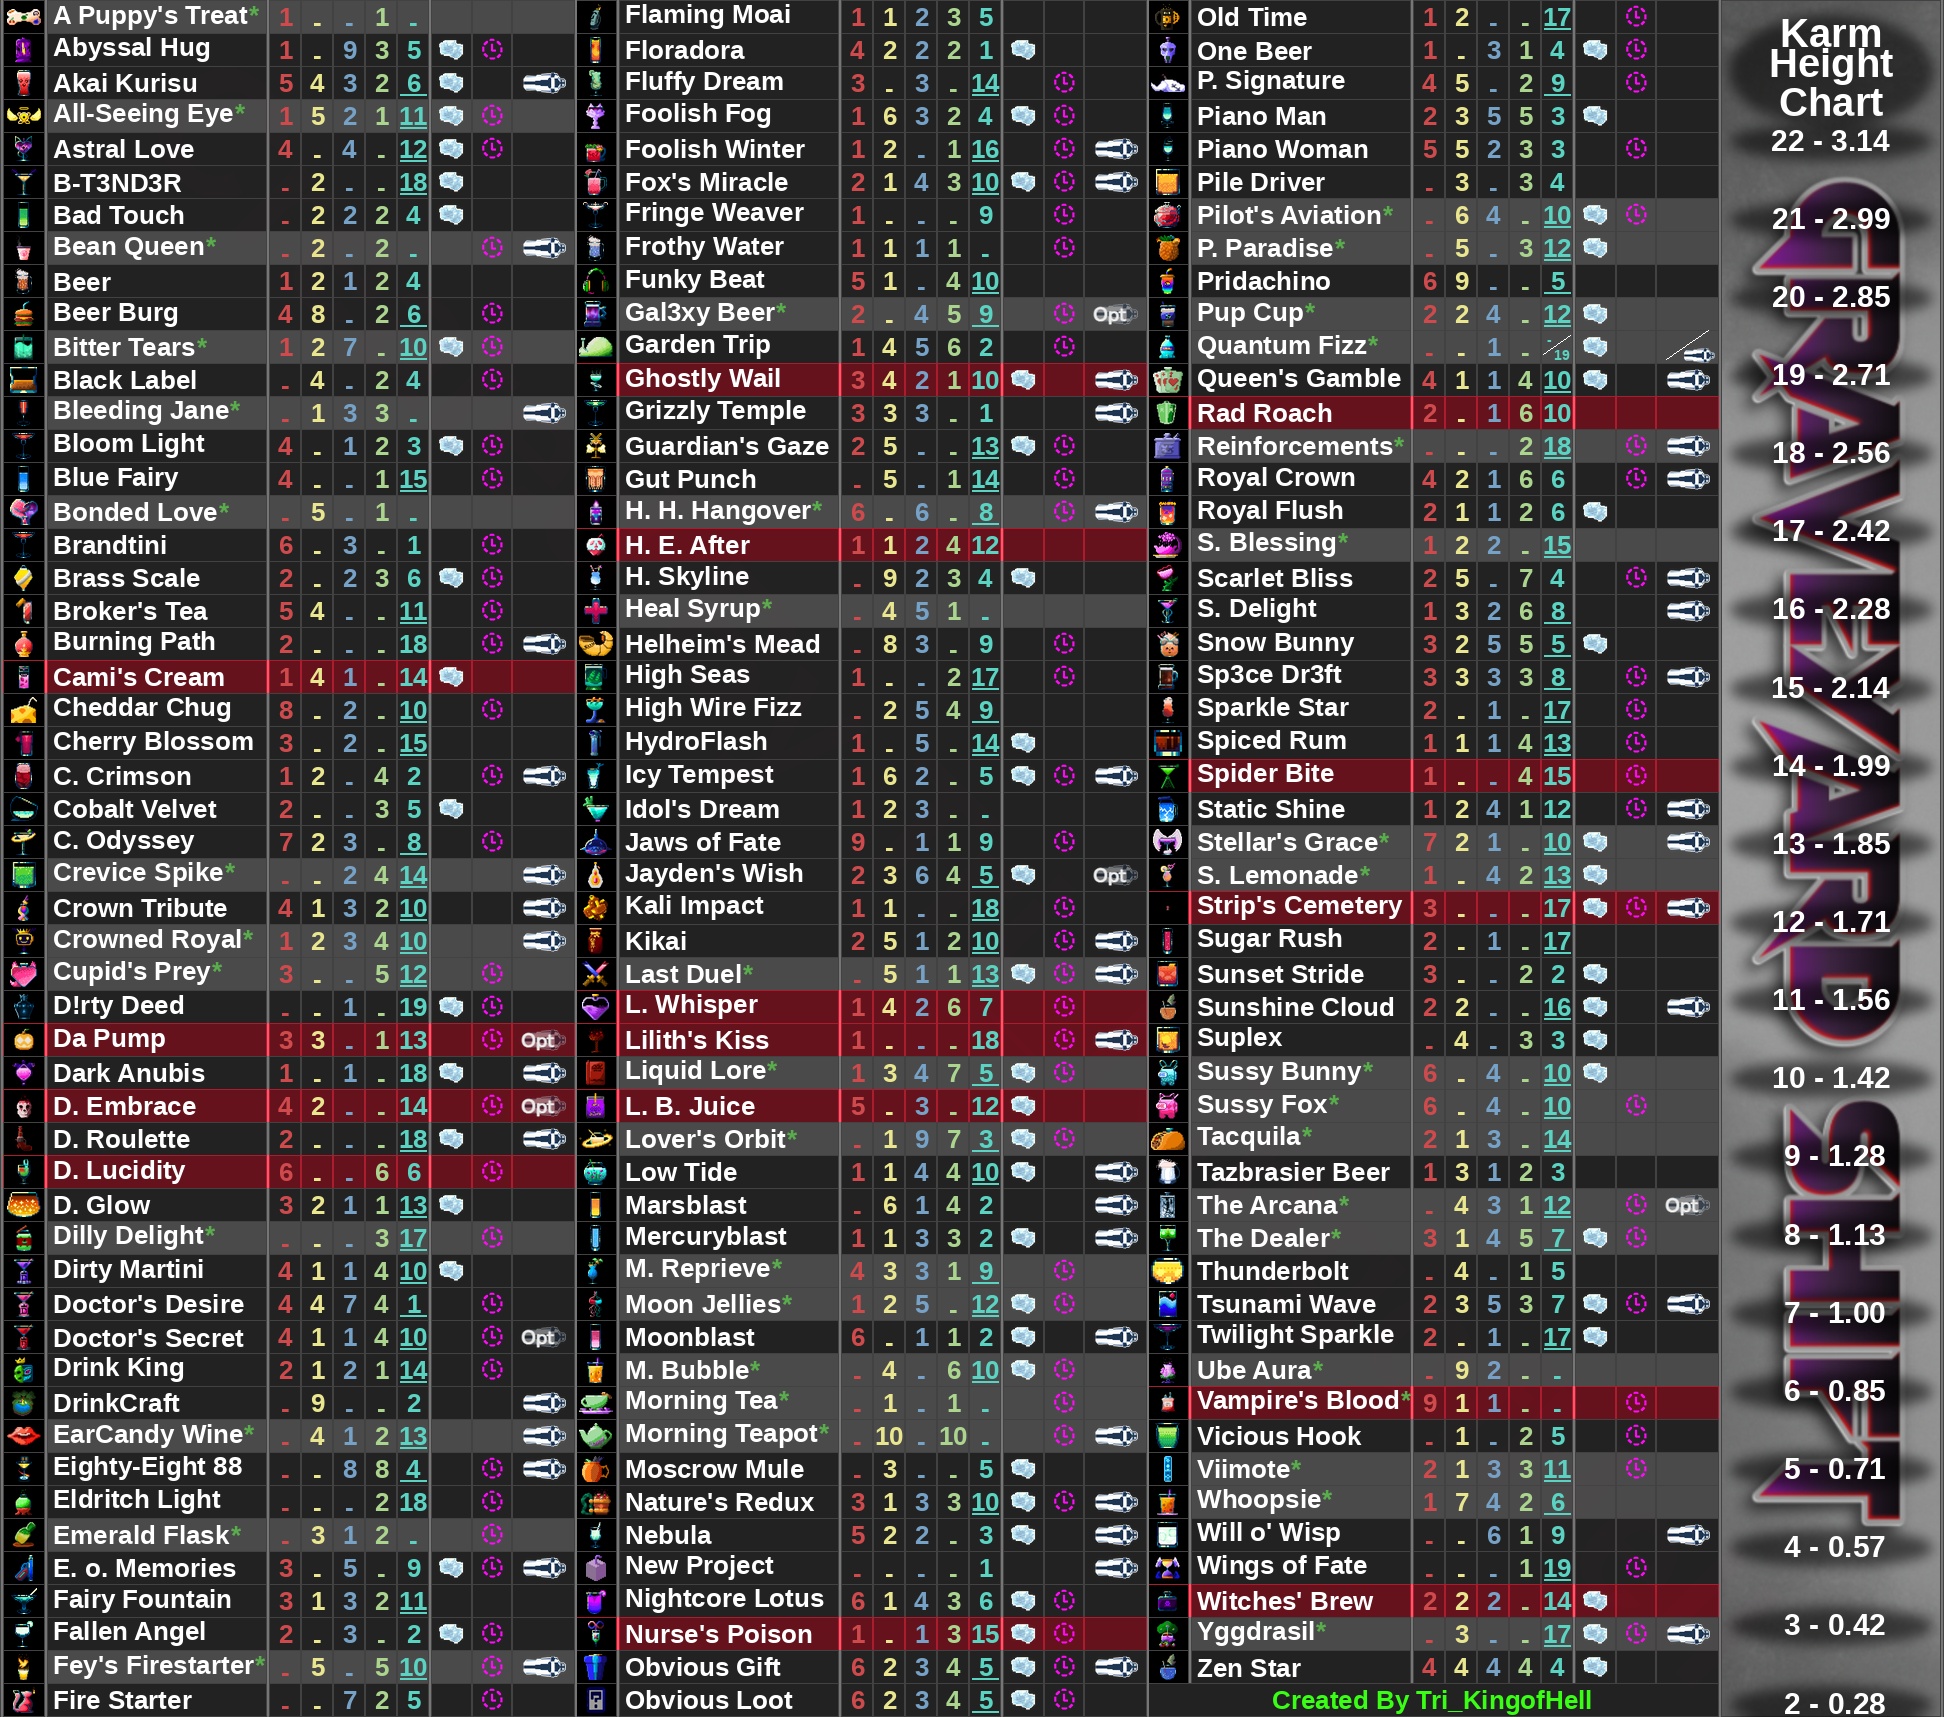 A Puppy's Treat* 1 - - 1 -
Abyssal Hug 1 - 9 3 5
Akai Kurisu 5 4 3 2 6
All-Seeing Eye* 1 5 2 1 11
Astral Love 4 - 4 - 12
B-T3ND3R - 2 - - 18
Bad Touch - 2 2 2 4
Bean Queen* - 2 - 2 -
Beer 1 2 1 2 4
Beer Burg 4 8 - 2 6
Bitter Tears* 1 2 7 - 10
Black Label - 4 - 2 4
Bleeding Jane* - 1 3 3 -
Bloom Light 4 - 1 2 3
Blue Fairy 4 - - 1 15
Bonded Love* - 5 - 1 -
Brandtini 6 - 3 - 1
Brass Scale 2 - 2 3 6
Broker's Tea 5 4 - - 11
Burning Path 2 - - - 18
Cami's Cream 1 4 1 - 14
Cheddar Chug 8 - 2 - 10
Cherry Blossom 3 - 2 - 15
C. Crimson 1 2 - 4 2
Cobalt Velvet 2 - - 3 5
C. Odyssey 7 2 3 - 8
Crevice Spike* - - 2 4 14
Crown Tribute 4 1 3 2 10
Crowned Royal* 1 2 3 4 10
Cupid's Prey* 3 - - 5 12
D!rty Deed - - 1 - 19
Da Pump 3 3 - 1 13 Opt
Dark Anubis 1 - 1 - 18
D. Embrace 4 2 - - 14 Opt
D. Roulette 2 - - - 18
D. Lucidity 6 - - 6 6
D. Glow 3 2 1 1 13
Dilly Delight* - - - 3 17
Dirty Martini 4 1 1 4 10
Doctor's Desire 4 4 7 4 1
Doctor's Secret 4 1 1 4 10 Opt
Drink King 2 1 2 1 14
DrinkCraft - 9 - - 2
EarCandy Wine* - 4 1 2 13
Eighty-Eight 88 - - 8 8 4
Eldritch Light - - - 2 18
Emerald Flask* - 3 1 2 -
E. o. Memories 3 - 5 - 9
Fairy Fountain 3 1 3 2 11
Fallen Angel 2 - 3 - 2
Fey's Firestarter* - 5 - 5 10
Fire Starter - - 7 2 5
Flaming Moai 1 1 2 3 5
Floradora 4 2 2 2 1
Fluffy Dream 3 - 3 - 14
Foolish Fog 1 6 3 2 4
Foolish Winter 1 2 - 1 16
Fox's Miracle 2 1 4 3 10
Fringe Weaver 1 - - - 9
Frothy Water 1 1 1 1 -
Funky Beat 5 1 - 4 10
Gal3xy Beer* 2 - 4 5 9 Opt
Garden Trip 1 4 5 6 2
Ghostly Wail 3 4 2 1 10
Grizzly Temple 3 3 3 - 1
Guardian's Gaze 2 5 - - 13
Gut Punch - 5 - 1 14
H. H. Hangover* 6 - 6 - 8
H. E. After 1 1 2 4 12
H. Skyline - 9 2 3 4
Heal Syrup* - 4 5 1 -
Helheim's Mead - 8 3 - 9
High Seas 1 - - 2 17
High Wire Fizz - 2 5 4 9
HydroFlash 1 - 5 - 14
Icy Tempest 1 6 2 - 5
Idol's Dream 1 2 3 - -
Jaws of Fate 9 - 1 1 9
Jayden's Wish 2 3 6 4 5 Opt
Kali Impact 1 1 - - 18
Kikai 2 5 1 2 10
Last Duel* - 5 1 1 13
L. Whisper 1 4 2 6 7
Lilith's Kiss 1 - - - 18
Liquid Lore* 1 3 4 7 5
L. B. Juice 5 - 3 - 12
Lover's Orbit* - 1 9 7 3
Low Tide 1 1 4 4 10
Marsblast - 6 1 4 2
Mercuryblast 1 1 3 3 2
M. Reprieve* 4 3 3 1 9
Moon Jellies* 1 2 5 - 12
Moonblast 6 - 1 1 2
M. Bubble* - 4 - 6 10
Morning Tea* - 1 - 1 -
Morning Teapot* - 10 - 10 -
Moscrow Mule - 3 - - 5
Nature's Redux 3 1 3 3 10
Nebula 5 2 2 - 3
New Project - - - - 1
Nightcore Lotus 6 1 4 3 6
Nurse's Poison 1 - 1 3 15
Obvious Gift 6 2 3 4 5
Obvious Loot 6 2 3 4 5
Old Time 1 2 - - 17
One Beer 1 - 3 1 4
P. Signature 4 5 - 2 9
Piano Man 2 3 5 5 3
Piano Woman 5 5 2 3 3
Pile Driver - 3 - 3 4
Pilot's Aviation* - 6 4 - 10
P. Paradise* - 5 - 3 12
Pridachino 6 9 - - 5
Pup Cup* 2 2 4 - 12
Quantum Fizz* - - 1 - -/19
Queen's Gamble 4 1 1 4 10
Rad Roach 2 - 1 6 10
Reinforcements* - - - 2 18
Royal Crown 4 2 1 6 6
Royal Flush 2 1 1 2 6
S. Blessing* 1 2 2 - 15
Scarlet Bliss 2 5 - 7 4
S. Delight 1 3 2 6 8
Snow Bunny 3 2 5 5 5
Sp3ce Dr3ft 3 3 3 3 8
Sparkle Star 2 - 1 - 17
Spiced Rum 1 1 1 4 13
Spider Bite 1 - - 4 15
Static Shine 1 2 4 1 12
Stellar's Grace* 7 2 1 - 10
S. Lemonade* 1 - 4 2 13
Strip's Cemetery 3 - - - 17
Sugar Rush 2 - 1 - 17
Sunset Stride 3 - - 2 2
Sunshine Cloud 2 2 - - 16
Suplex - 4 - 3 3
Sussy Bunny* 6 - 4 - 10
Sussy Fox* 6 - 4 - 10
Tacquila* 2 1 3 - 14
Tazbrasier Beer 1 3 1 2 3
The Arcana* - 4 3 1 12 Opt
The Dealer* 3 1 4 5 7
Thunderbolt - 4 - 1 5
Tsunami Wave 2 3 5 3 7
Twilight Sparkle 2 - 1 - 17
Ube Aura* - 9 2 - -
Vampire's Blood* 9 1 1 - -
Vicious Hook - 1 - 2 5
Viimote* 2 1 3 3 11
Whoopsie* 1 7 4 2 6
Will o' Wisp - - 6 1 9
Wings of Fate - - - 1 19
Witches' Brew 2 2 2 - 14
Yggdrasil* - 3 - - 17
Zen Star 4 4 4 4 4
Created By Tri_KingofHell
Karm
Height
Chart
22 - 3.14
21 - 2.99
20 - 2.85
19 - 2.71
18 - 2.56
17 - 2.42
16 - 2.28
15 - 2.14
14 - 1.99
13 - 1.85
12 - 1.71
11 - 1.56
10 - 1.42
9 - 1.28
8 - 1.13
7 - 1.00
6 - 0.85
5 - 0.71
4 - 0.57
3 - 0.42
2 - 0.28
GRAVEYARD
SHIFT